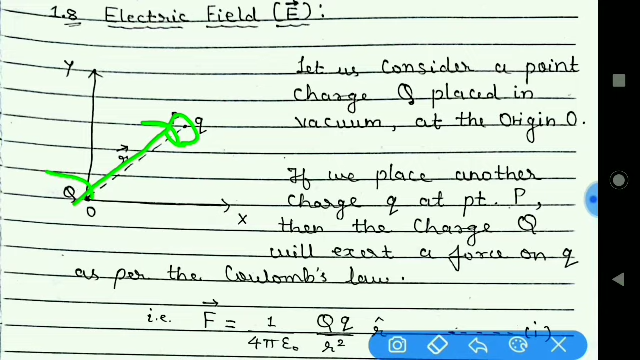 1.8 Electric Field (E⃗):
Y
Let us consider a point
charge Q placed in
q
vacuum, at the Origin O.
r⃗
If we place another
Q
charge q at pt. P,
O
X
then the Charge Q
will exert a force on q
as per the Coulomb's law.
i.e. F⃗ = 1/4πε₀ Qq/r² r̂ (i)